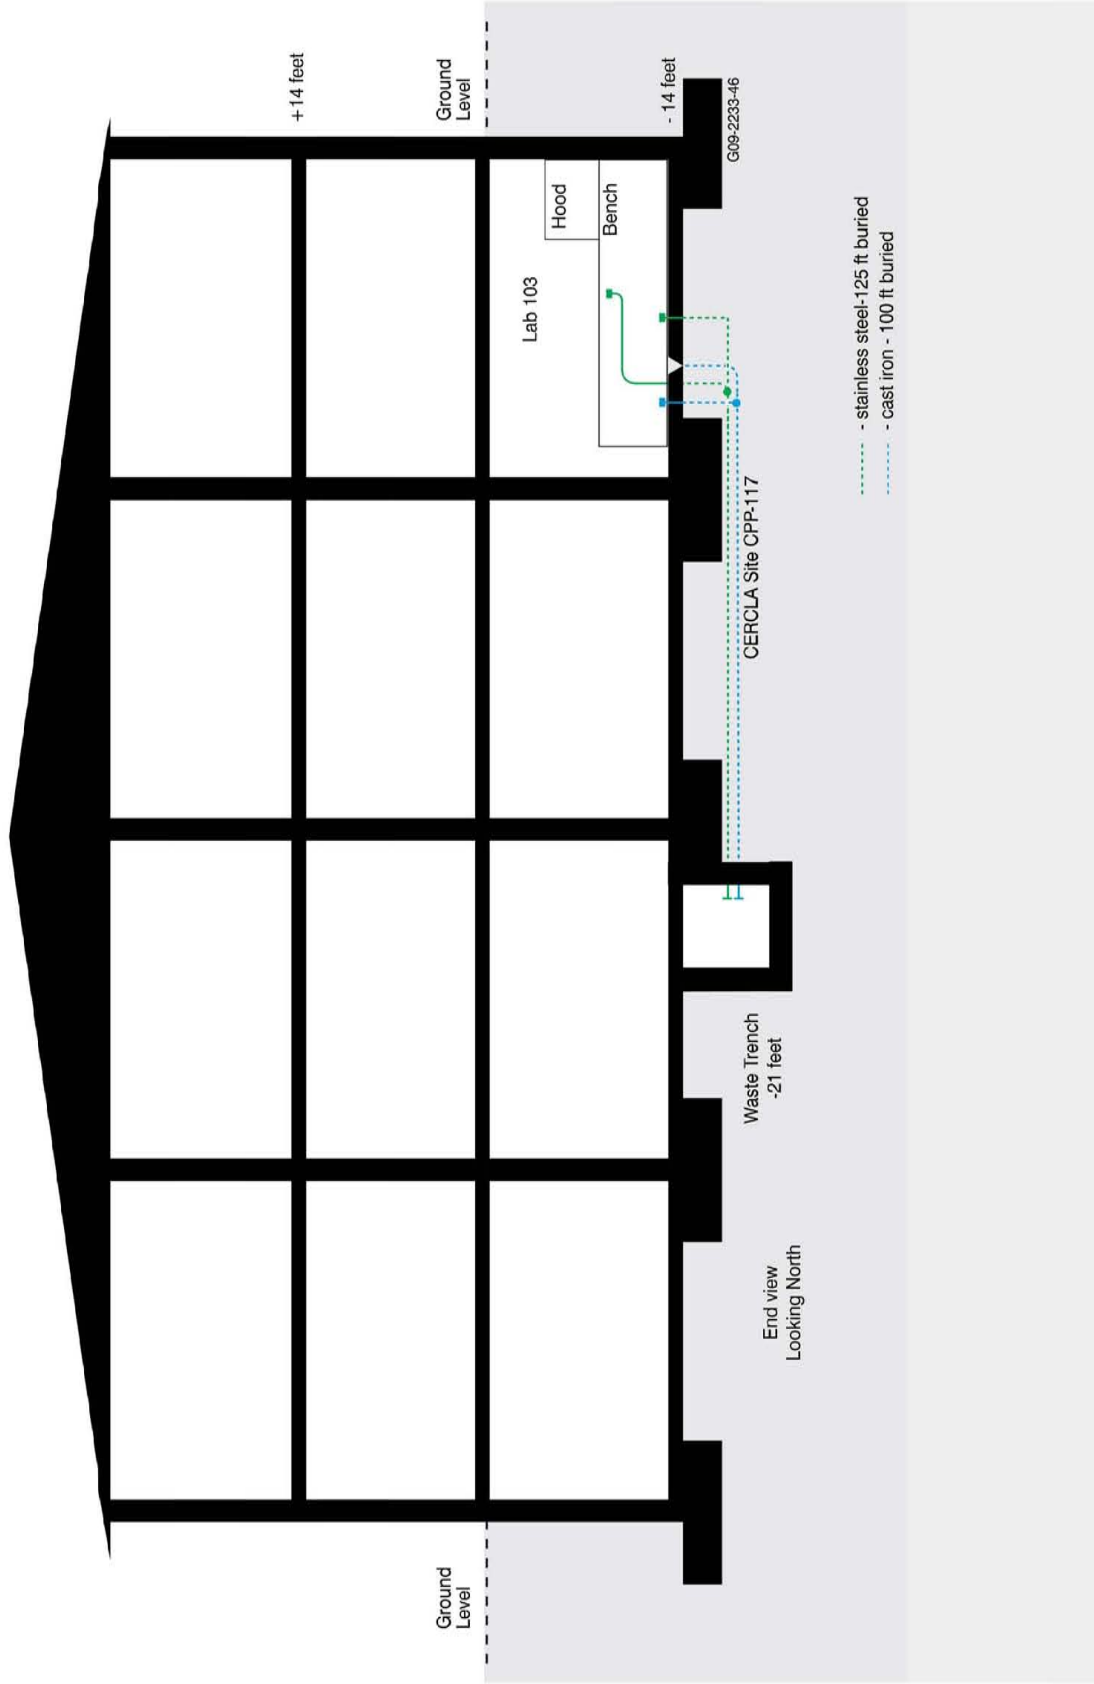 +14 feet
Ground
Level
Ground
Level
Hood
Lab 103
Bench
- 14 feet
G09-2233-46
CERCLA Site CPP-117
Waste Trench
-21 feet
End view
Looking North
- stainless steel-125 ft buried
- cast iron - 100 ft buried